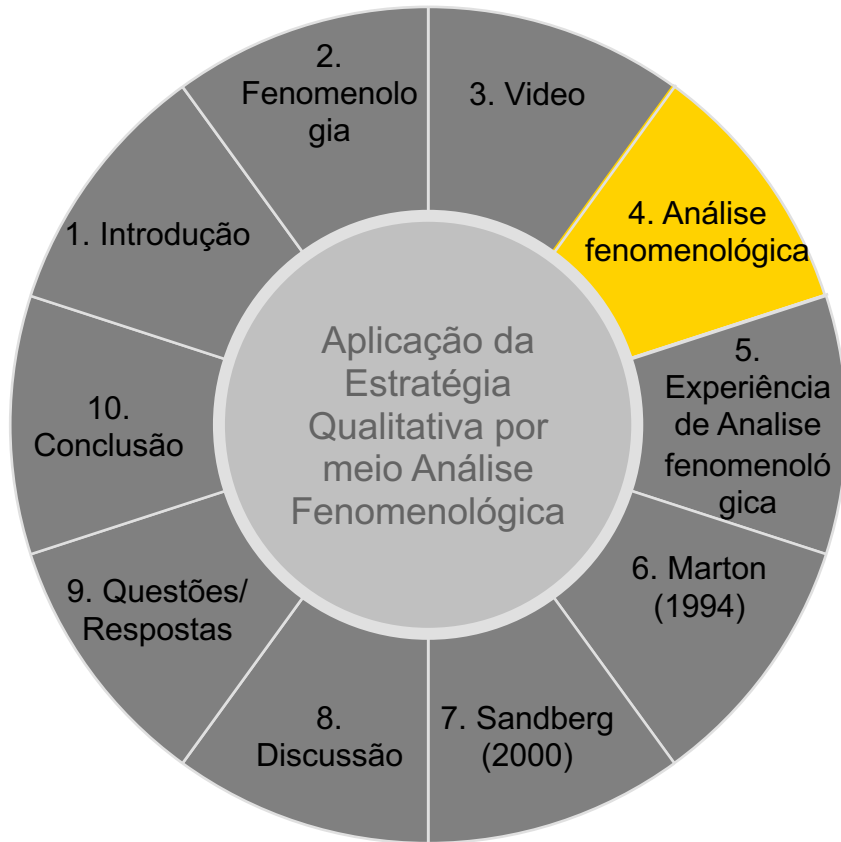 1. Introdução
2.
Fenomenolo
gia
3. Video
4. Análise
fenomenológica
5.
Experiência
de Analise
fenomenoló
gica
6. Marton
(1994)
7. Sandberg
(2000)
8.
Discussão
9. Questões/
Respostas
10.
Conclusão
Aplicação da
Estratégia
Qualitativa por
meio Análise
Fenomenológica